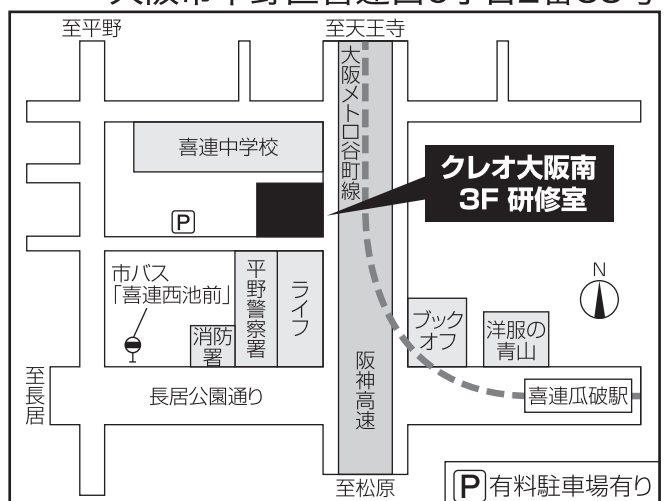 至平野
至天王寺
大阪メトロ谷町線
喜連中学校
クレオ大阪南
3F 研修室
P
市バス
「喜連西池前」
平野警察署
ライフ
消防
署
ブック
オフ
洋服の
青山
N
至長居
長居公園通り
阪神高速
喜連瓜破駅
至松原
P有料駐車場有り